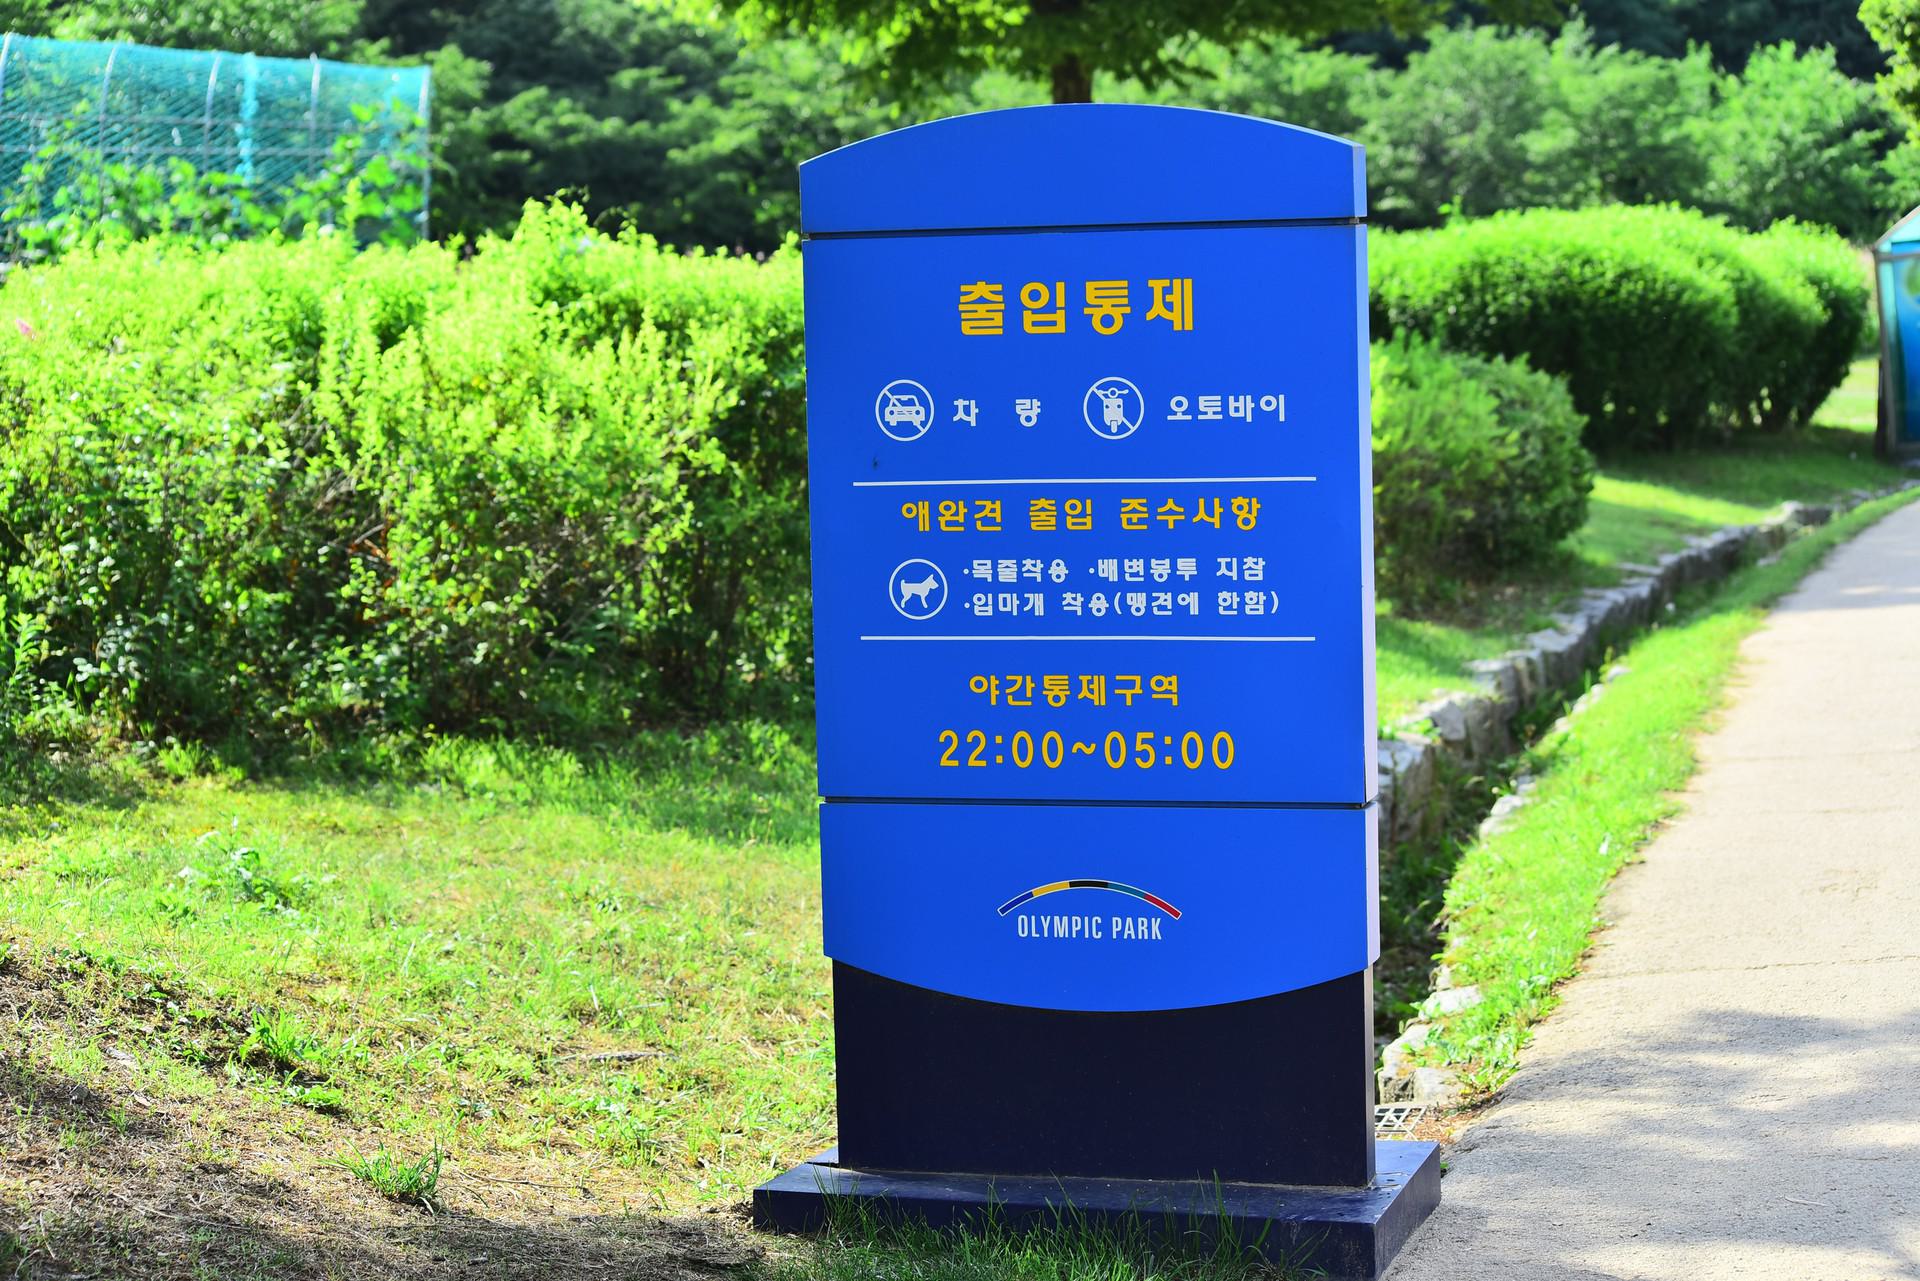 출입통제
차 량 오토바이
애완견 출입 준수사항
·목줄착용 ·배변봉투 지참
·입마개 착용(맹견에 한함)
야간통제구역
22:00~05:00
OLYMPIC PARK